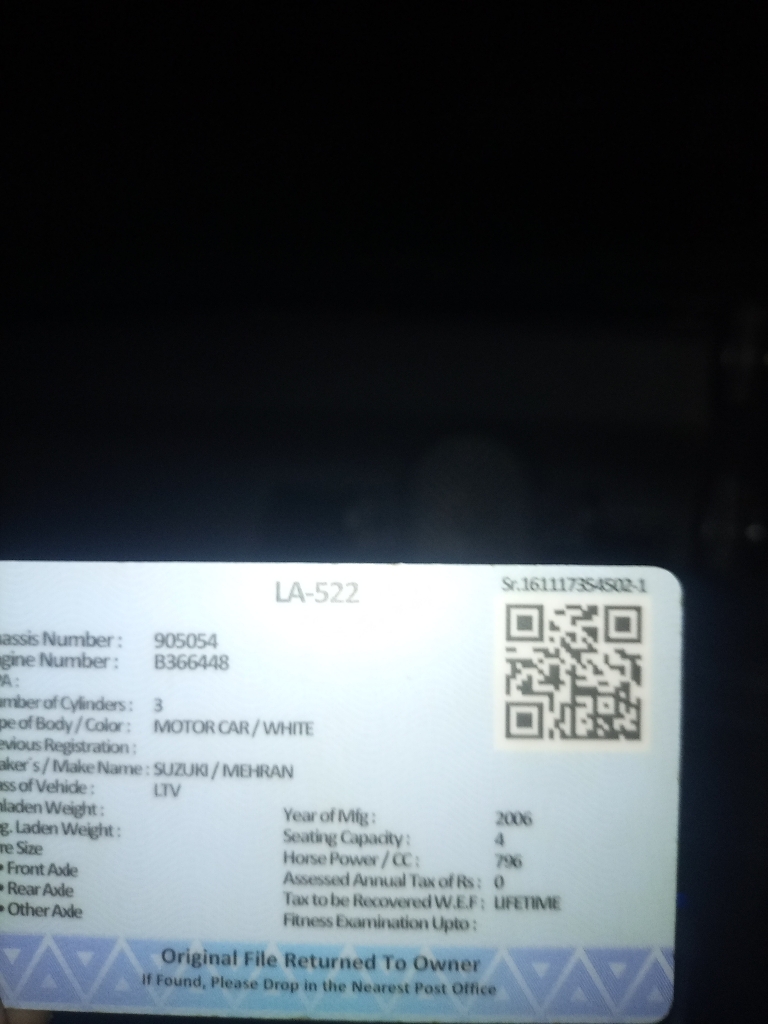 LA-522
Sr.161117354502-1
assis Number : 905054
gine Number : B366448
A :
mber of Cylinders : 3
pe of Body / Color : MOTOR CAR / WHITE
evious Registration :
aker's / Make Name : SUZUKI / MEHRAN
ass of Vehicle : LTV
laden Weight :
g. Laden Weight :
re Size
• Front Axle
• Rear Axle
• Other Axle
Year of Mfg : 2006
Seating Capacity : 4
Horse Power / CC : 796
Assessed Annual Tax of Rs : 0
Tax to be Recovered W.E.F : LIFETIME
Fitness Examination Upto :
Original File Returned To Owner
If Found, Please Drop in the Nearest Post Office